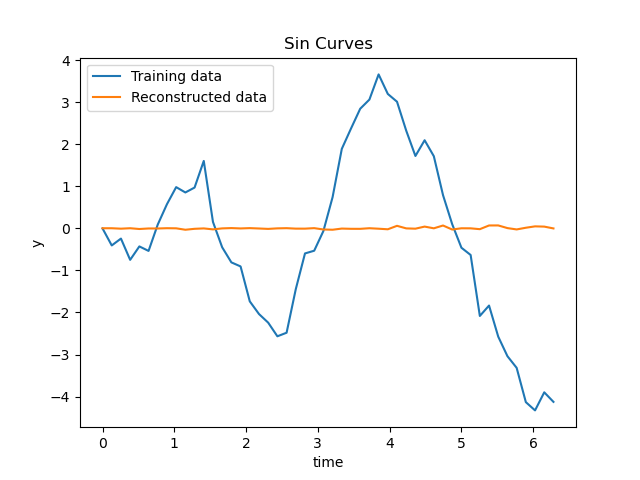 Sin Curves
Training data
Reconstructed data
4
3
2
1
0
−1
−2
−3
−4
y
0 1 2 3 4 5 6
time